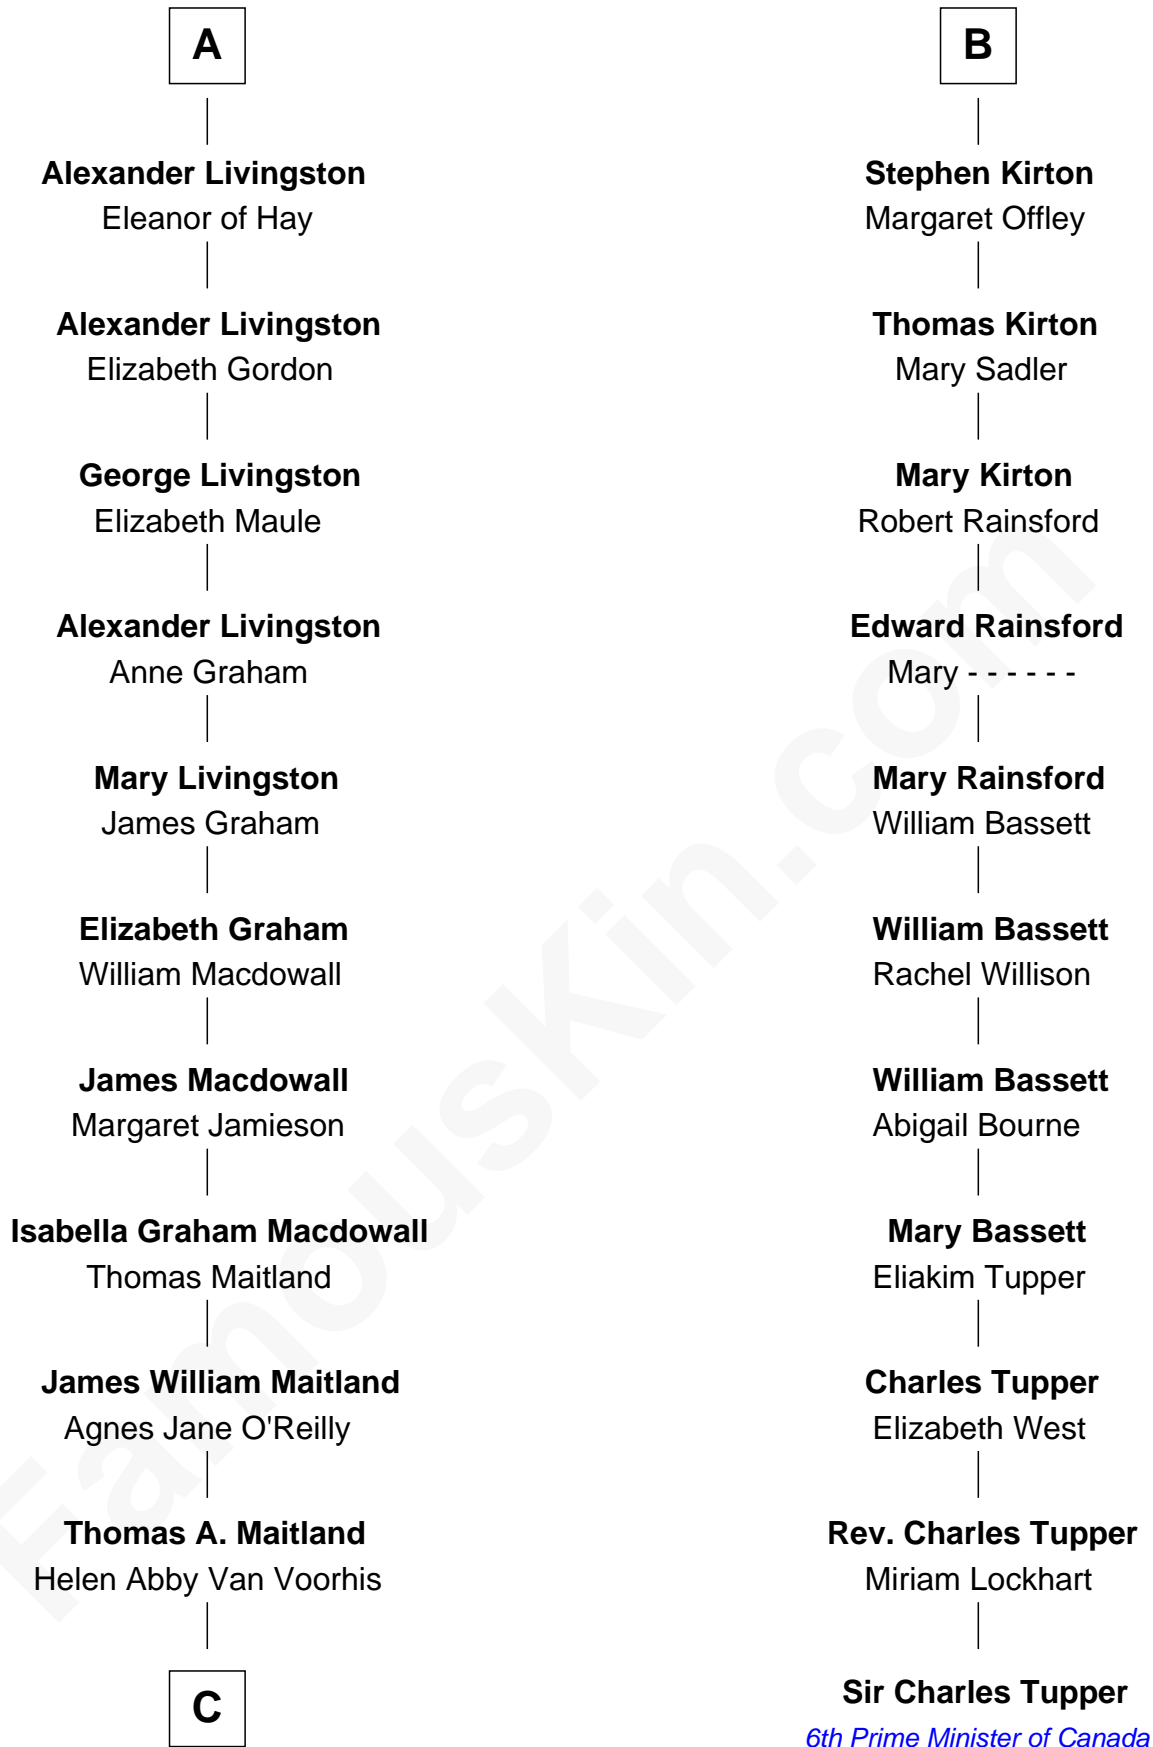 A
Alexander Livingston
Eleanor of Hay
Alexander Livingston
Elizabeth Gordon
George Livingston
Elizabeth Maule
Alexander Livingston
Anne Graham
Mary Livingston
James Graham
Elizabeth Graham
William Macdowall
James Macdowall
Margaret Jamieson
Isabella Graham Macdowall
Thomas Maitland
James William Maitland
Agnes Jane O'Reilly
Thomas A. Maitland
Helen Abby Van Voorhis
C
B
Stephen Kirton
Margaret Offley
Thomas Kirton
Mary Sadler
Mary Kirton
Robert Rainsford
Edward Rainsford
Mary - - - - - -
Mary Rainsford
William Bassett
William Bassett
Rachel Willison
William Bassett
Abigail Bourne
Mary Bassett
Eliakim Tupper
Charles Tupper
Elizabeth West
Rev. Charles Tupper
Miriam Lockhart
Sir Charles Tupper
6th Prime Minister of Canada
FamousKin.com